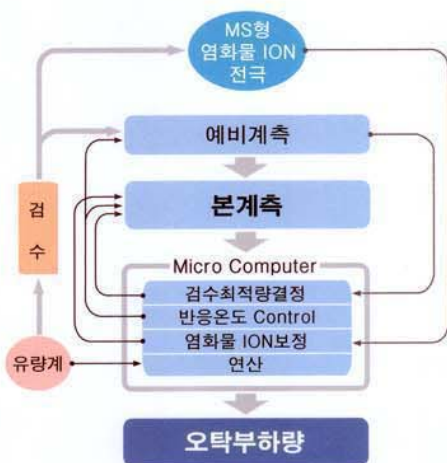 MS형
염화물 ION
전극
예비계측
본계측
검
수
Micro Computer
검수최적량결정
반응온도 Control
염화물 ION보정
연산
유량계
오탁부하량